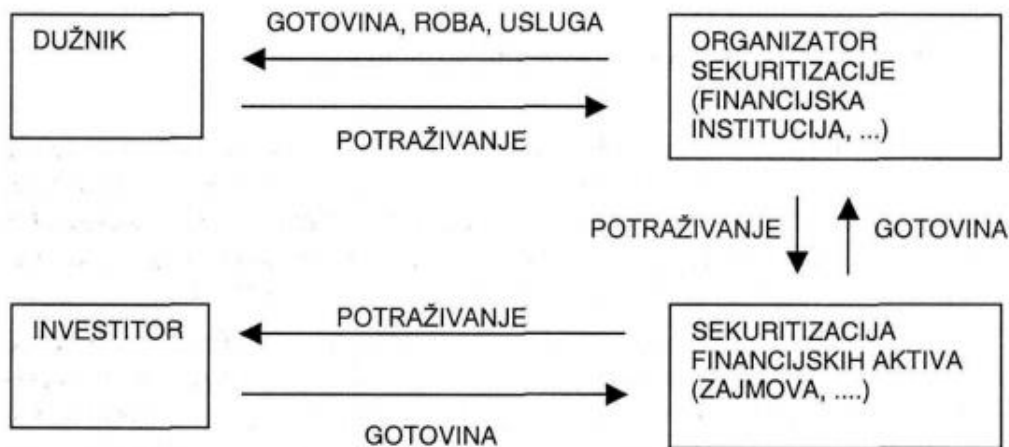 DUŽNIK
GOTOVINA, ROBA, USLUGA
POTRAŽIVANJE
ORGANIZATOR
SEKURITIZACIJE
(FINANCIJSKA
INSTITUCIJA, ...)
POTRAŽIVANJE
GOTOVINA
INVESTITOR
POTRAŽIVANJE
GOTOVINA
SEKURITIZACIJA
FINANCIJSKIH AKTIVA
(ZAJMOVA, ....)